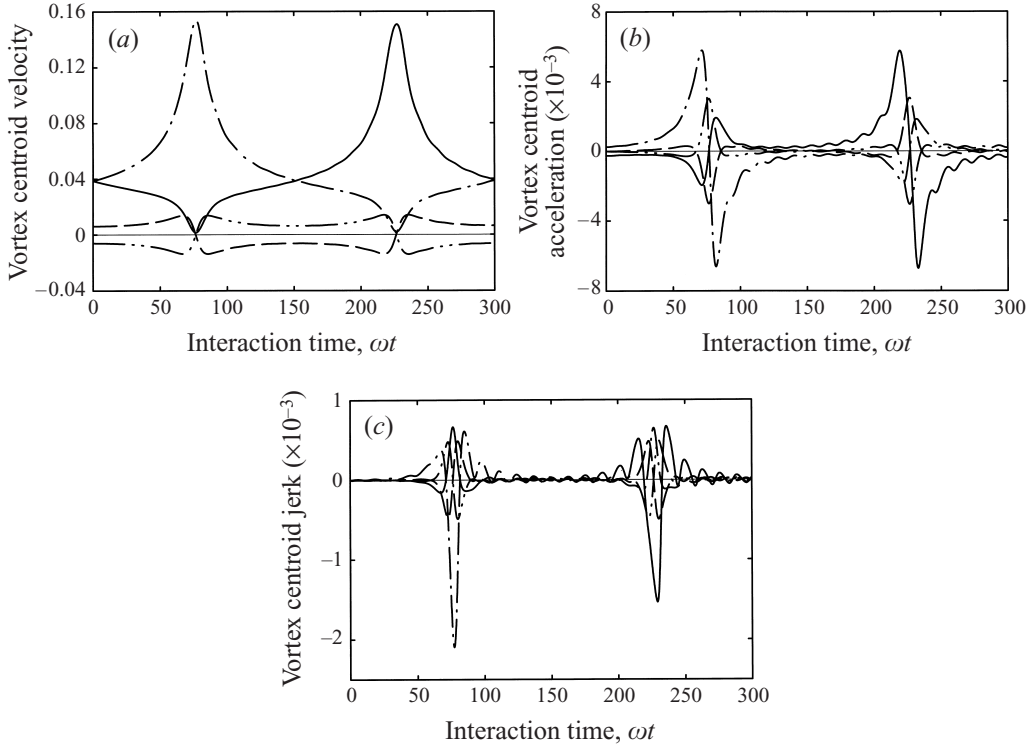 0.16
0.12
0.08
0.04
0
−0.04
Vortex centroid velocity
(a)
0 50 100 150 200 250 300
Interaction time, ωt
8
4
0
−4
−8
Vortex centroid
acceleration (×10⁻³)
(b)
0 50 100 150 200 250 300
Interaction time, ωt
1
0
−1
−2
Vortex centroid jerk (×10⁻³)
(c)
0 50 100 150 200 250 300
Interaction time, ωt